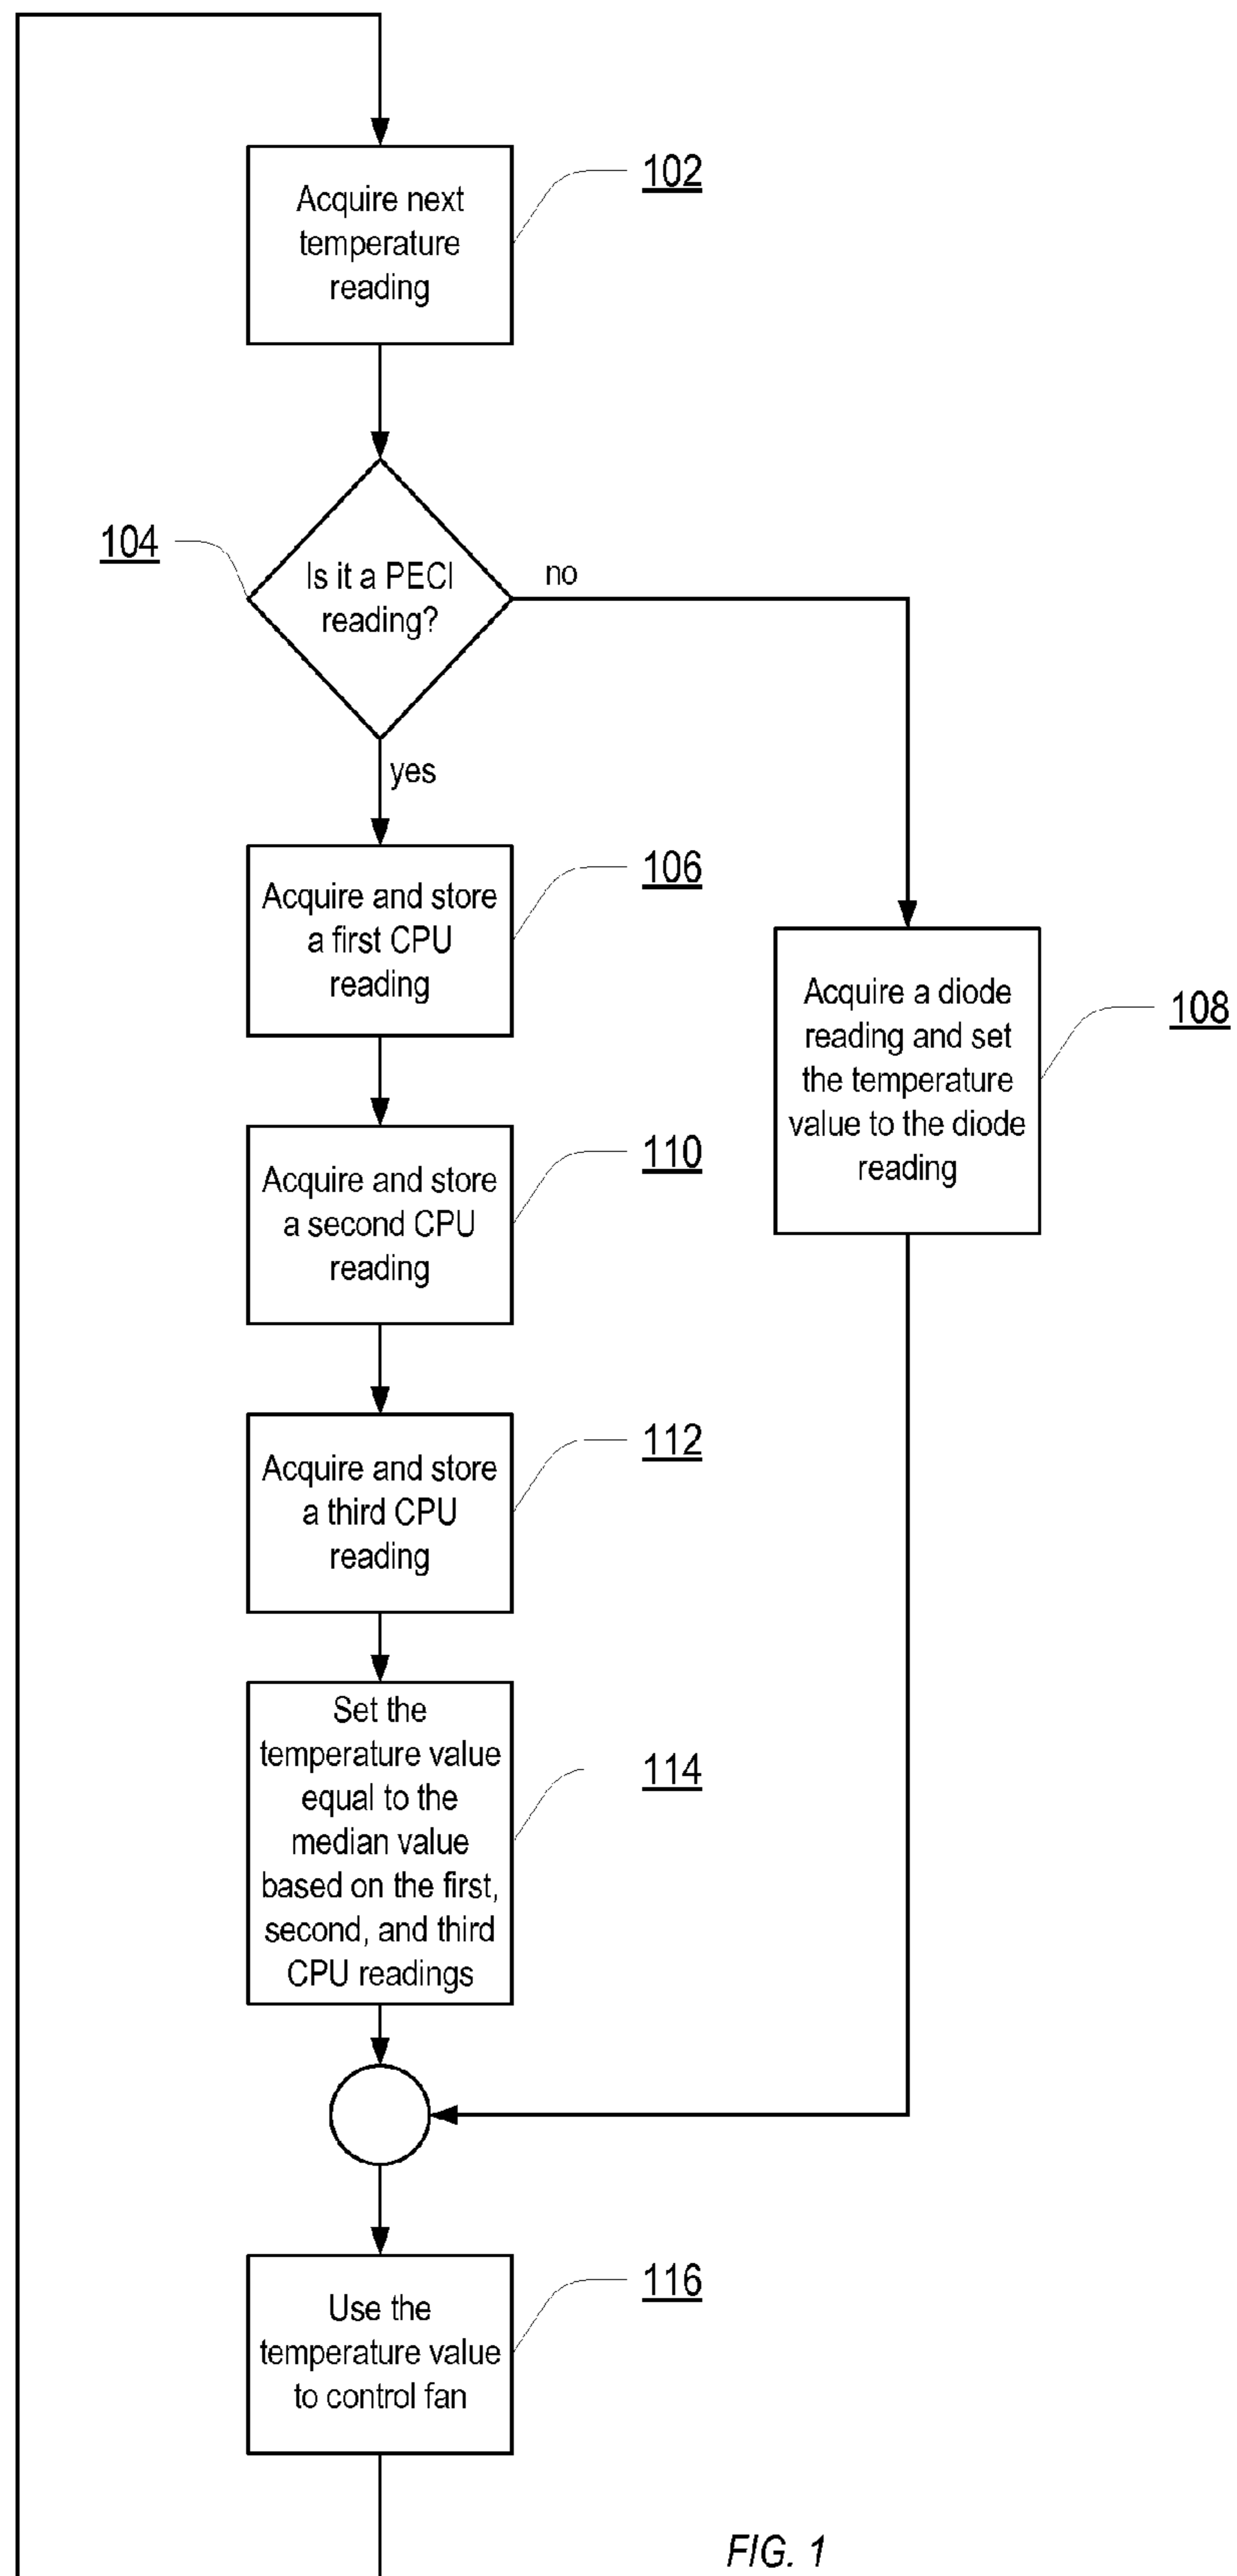 Acquire next
temperature
reading
102
Is it a PECI
reading?
104
no
yes
Acquire and store
a first CPU
reading
106
Acquire a diode
reading and set
the temperature
value to the diode
reading
108
Acquire and store
a second CPU
reading
110
Acquire and store
a third CPU
reading
112
Set the
temperature value
equal to the
median value
based on the first,
second, and third
CPU readings
114
Use the
temperature value
to control fan
116
FIG. 1